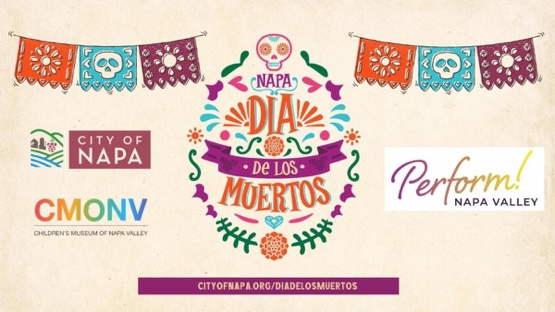 NAPA
DIA
DE LOS
MUERTOS
CITY OF
NAPA
CMONV
CHILDREN'S MUSEUM OF NAPA VALLEY
Perform!
NAPA VALLEY
CITYOFNAPA.ORG/DIADELOSMUERTOS